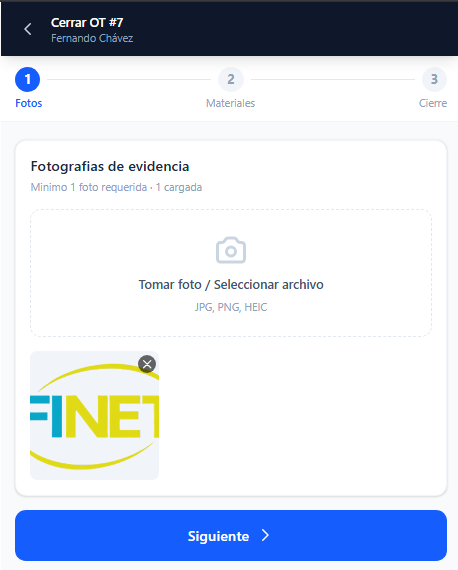 Cerrar OT #7
Fernando Chávez
1
2
3
Fotos
Materiales
Cierre
Fotografias de evidencia
Minimo 1 foto requerida · 1 cargada
Tomar foto / Seleccionar archivo
JPG, PNG, HEIC
FINET
Siguiente